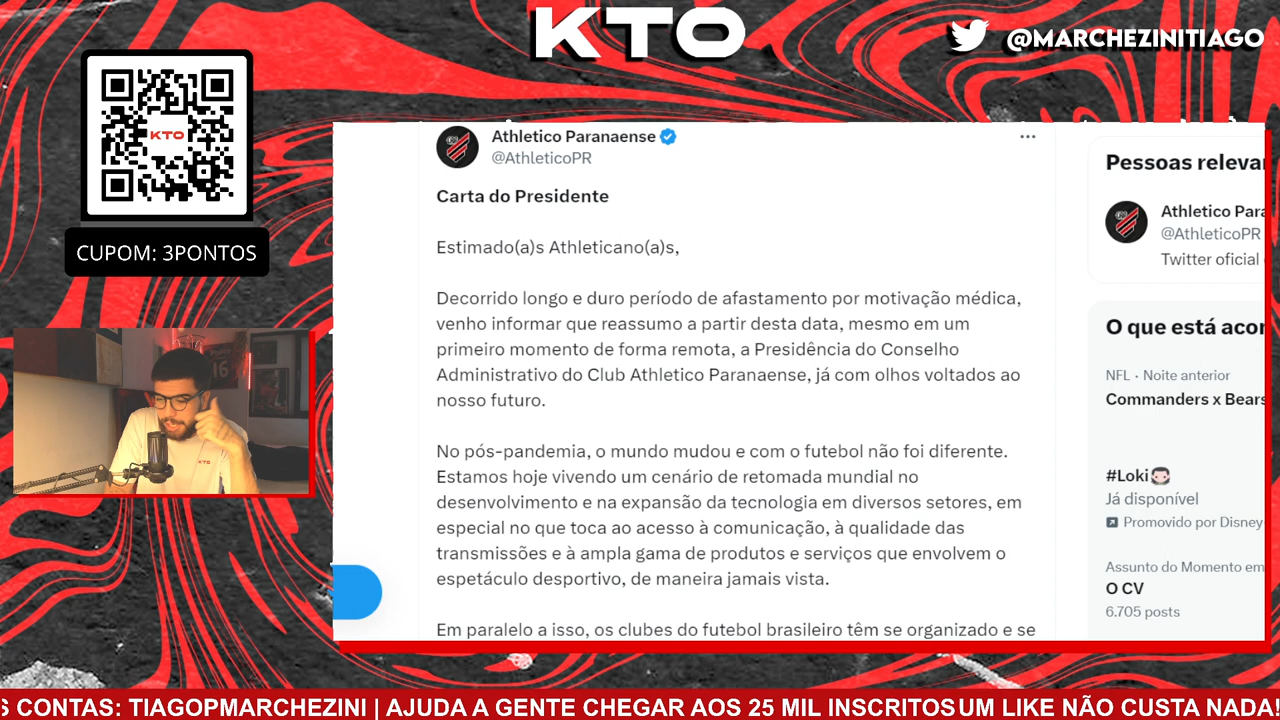 KTO
@MARCHEZINITIAGO
KTO
CUPOM: 3PONTOS
16
KTO
Athletico Paranaense
@AthleticoPR
Carta do Presidente
Estimado(a)s Athleticano(a)s,
Decorrido longo e duro período de afastamento por motivação médica,
venho informar que reassumo a partir desta data, mesmo em um
primeiro momento de forma remota, a Presidência do Conselho
Administrativo do Club Athletico Paranaense, já com olhos voltados ao
nosso futuro.
No pós-pandemia, o mundo mudou e com o futebol não foi diferente.
Estamos hoje vivendo um cenário de retomada mundial no
desenvolvimento e na expansão da tecnologia em diversos setores, em
especial no que toca ao acesso à comunicação, à qualidade das
transmissões e à ampla gama de produtos e serviços que envolvem o
espetáculo desportivo, de maneira jamais vista.
Em paralelo a isso, os clubes do futebol brasileiro têm se organizado e se
Pessoas releva
Athletico Para
@AthleticoPR
Twitter oficial
O que está acor
NFL · Noite anterior
Commanders x Bears
#Loki
Já disponível
Promovido por Disney
Assunto do Momento em
O CV
6.705 posts
S CONTAS: TIAGOPMARCHEZINI | AJUDA A GENTE CHEGAR AOS 25 MIL INSCRITOS UM LIKE NÃO CUSTA NADA!